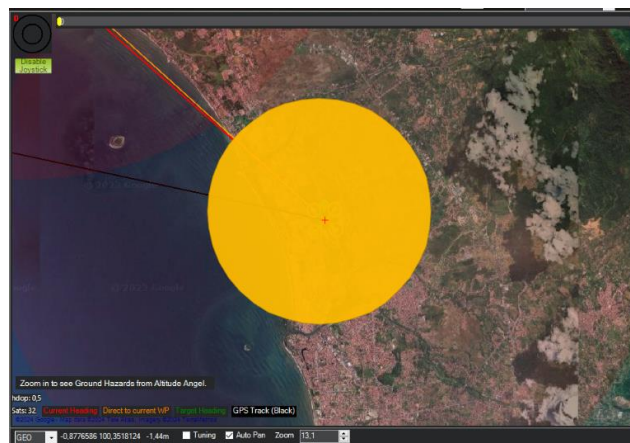 Disable
Joystick
Zoom in to see Ground Hazards from Altitude Angel.
hdop: 0,5
Sats: 32 Current Heading Direct to current WP Target Heading GPS Track (Black)
GEO -0,8776586 100,3518124 -1,44m Tuning Auto Pan Zoom 13,1